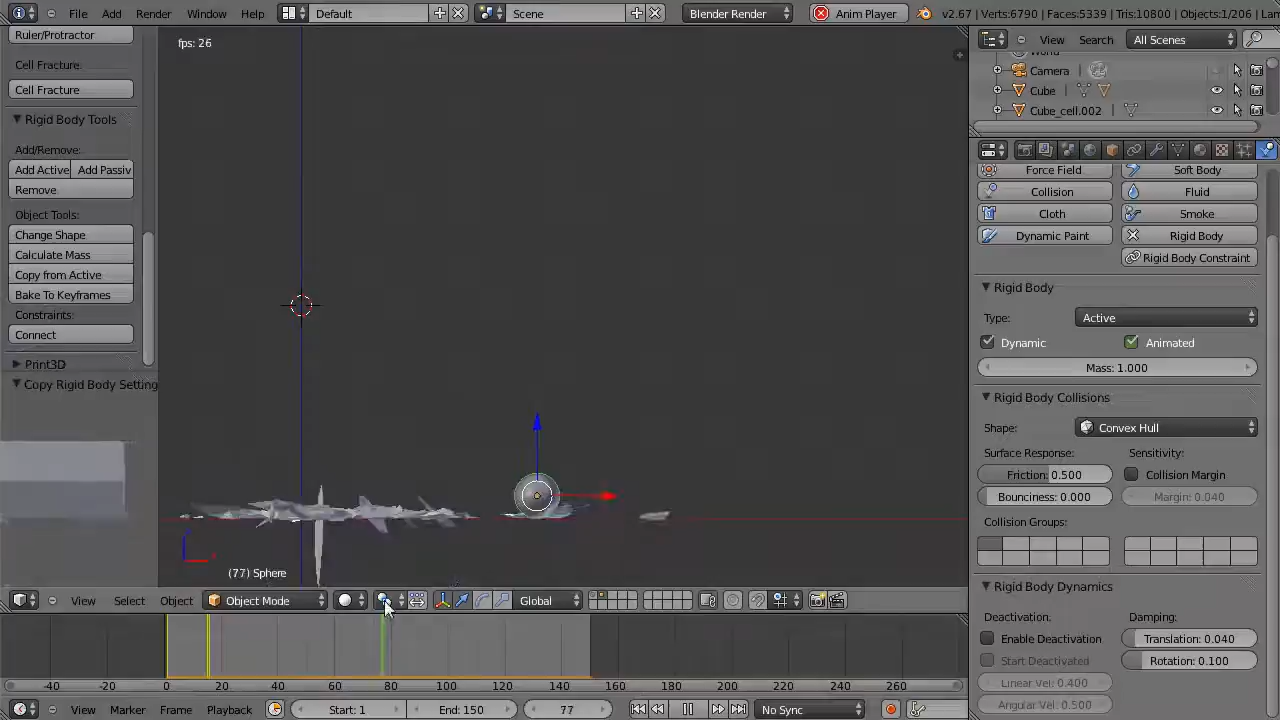 File Add Render Window Help Default Scene Blender Render Anim Player v2.67 | Verts:6790 | Faces:5339 | Tris:10800 | Objects:1/206 | Lam
Ruler/Protractor
fps: 26
View Search All Scenes
Cell Fracture:
Camera
Cell Fracture
Cube
Rigid Body Tools
Cube_cell.002
Add/Remove:
Add Active Add Passiv
Force Field Soft Body
Remove
Collision Fluid
Object Tools:
Cloth Smoke
Change Shape
Dynamic Paint Rigid Body
Calculate Mass
Rigid Body Constraint
Copy from Active
Rigid Body
Bake To Keyframes
Type: Active
Constraints:
Connect
Dynamic Animated
Print3D
Mass: 1.000
Copy Rigid Body Setting
Rigid Body Collisions
Shape: Convex Hull
Surface Response: Sensitivity:
Friction: 0.500 Collision Margin
Bounciness: 0.000 Margin: 0.040
Collision Groups:
(77) Sphere
Rigid Body Dynamics
View Select Object Object Mode Global
Deactivation: Damping:
Enable Deactivation Translation: 0.040
Start Deactivated Rotation: 0.100
Linear Vel: 0.400
Angular Vel: 0.500
-40 -20 0 20 40 60 80 100 120 140 160 180 200 220 240 260
View Marker Frame Playback Start: 1 End: 150 77 No Sync